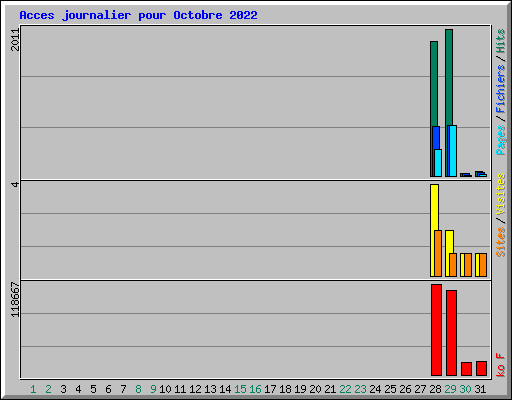 Acces journalier pour Octobre 2022
2011
4
118667
Pages/Fichiers/Hits
Sites/Visites
ko F
1 2 3 4 5 6 7 8 9 10 11 12 13 14 15 16 17 18 19 20 21 22 23 24 25 26 27 28 29 30 31